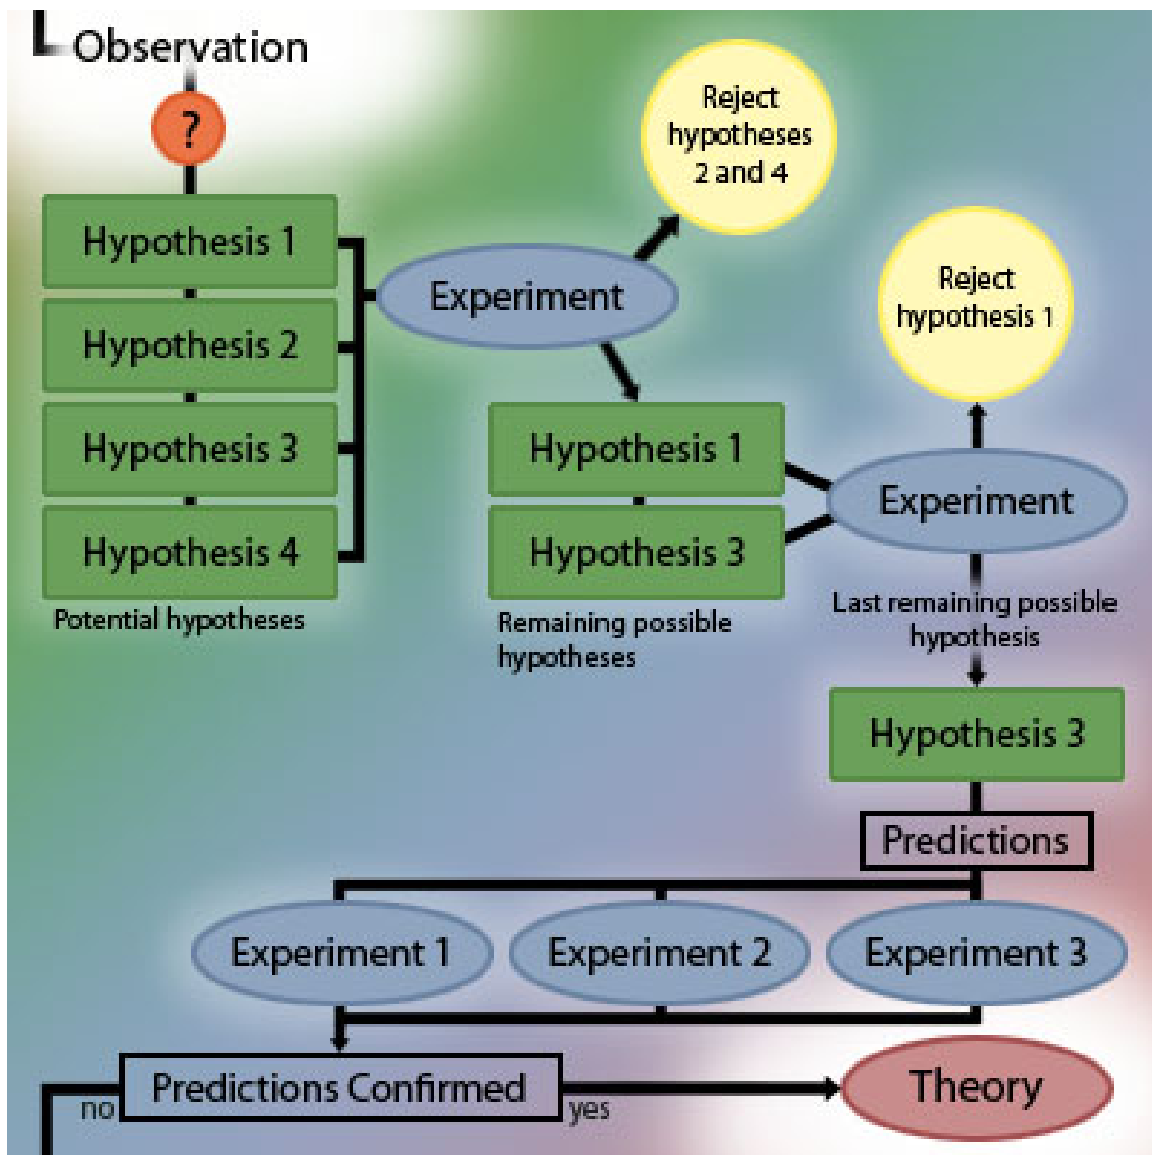 Observation
?
Hypothesis 1
Hypothesis 2
Hypothesis 3
Hypothesis 4
Potential hypotheses
Experiment
Reject
hypotheses
2 and 4
Hypothesis 1
Hypothesis 3
Remaining possible
hypotheses
Experiment
Reject
hypothesis 1
Last remaining possible
hypothesis
Hypothesis 3
Predictions
Experiment 1
Experiment 2
Experiment 3
Predictions Confirmed
no
yes
Theory